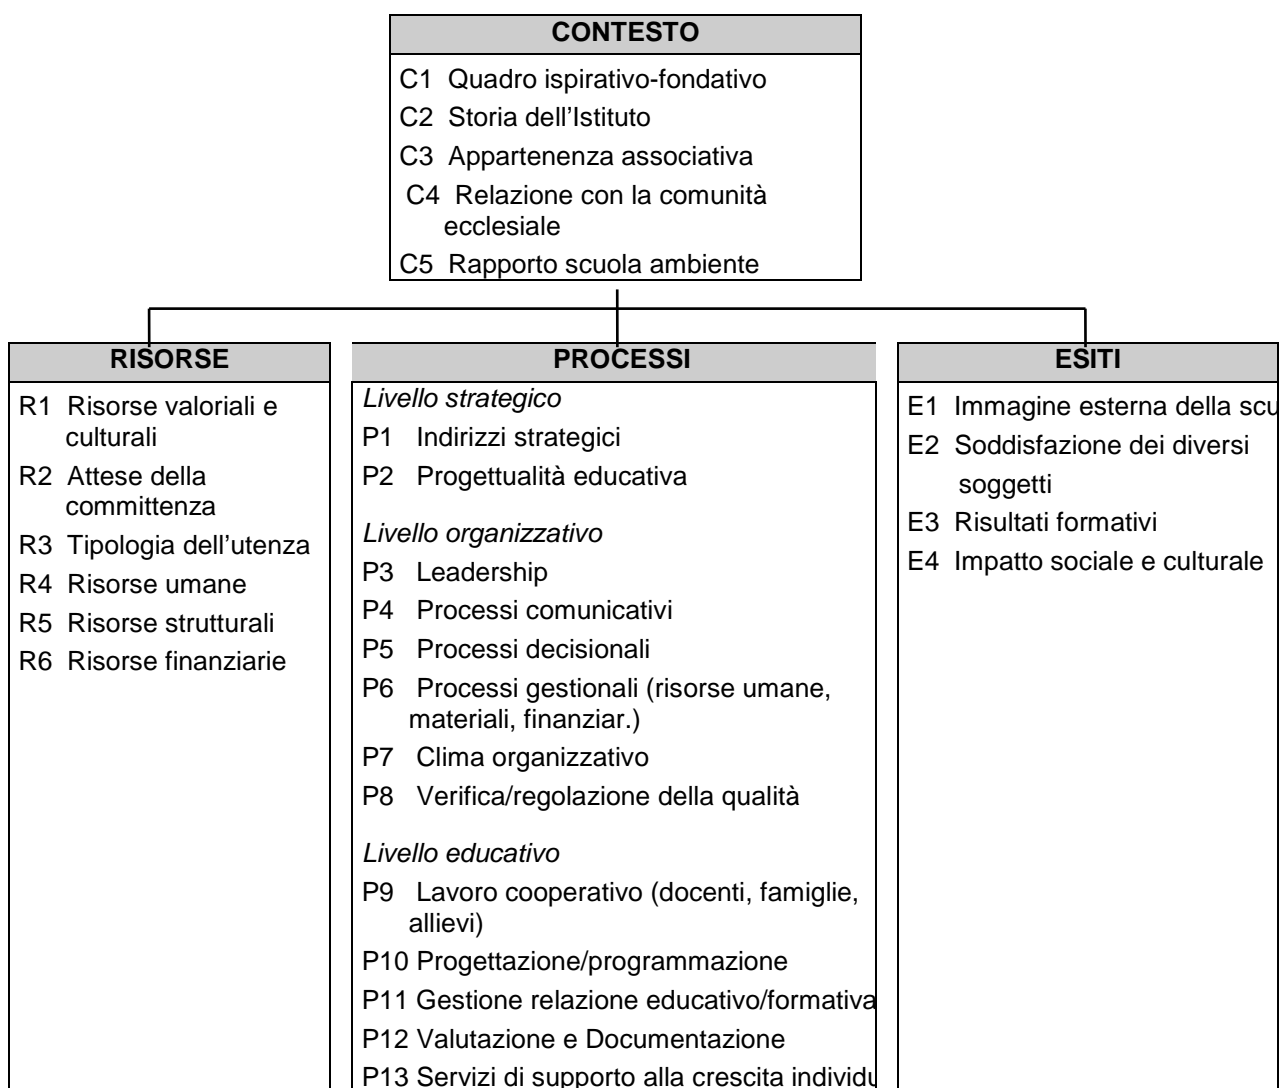 CONTESTO
C1 Quadro ispirativo-fondativo
C2 Storia dell'Istituto
C3 Appartenenza associativa
C4 Relazione con la comunità
ecclesiale
C5 Rapporto scuola ambiente
RISORSE
R1 Risorse valoriali e
culturali
R2 Attese della
committenza
R3 Tipologia dell'utenza
R4 Risorse umane
R5 Risorse strutturali
R6 Risorse finanziarie
PROCESSI
Livello strategico
P1 Indirizzi strategici
P2 Progettualità educativa
Livello organizzativo
P3 Leadership
P4 Processi comunicativi
P5 Processi decisionali
P6 Processi gestionali (risorse umane,
materiali, finanziar.)
P7 Clima organizzativo
P8 Verifica/regolazione della qualità
Livello educativo
P9 Lavoro cooperativo (docenti, famiglie,
allievi)
P10 Progettazione/programmazione
P11 Gestione relazione educativo/formativa
P12 Valutazione e Documentazione
P13 Servizi di supporto alla crescita individu
ESITI
E1 Immagine esterna della scu
E2 Soddisfazione dei diversi
soggetti
E3 Risultati formativi
E4 Impatto sociale e culturale